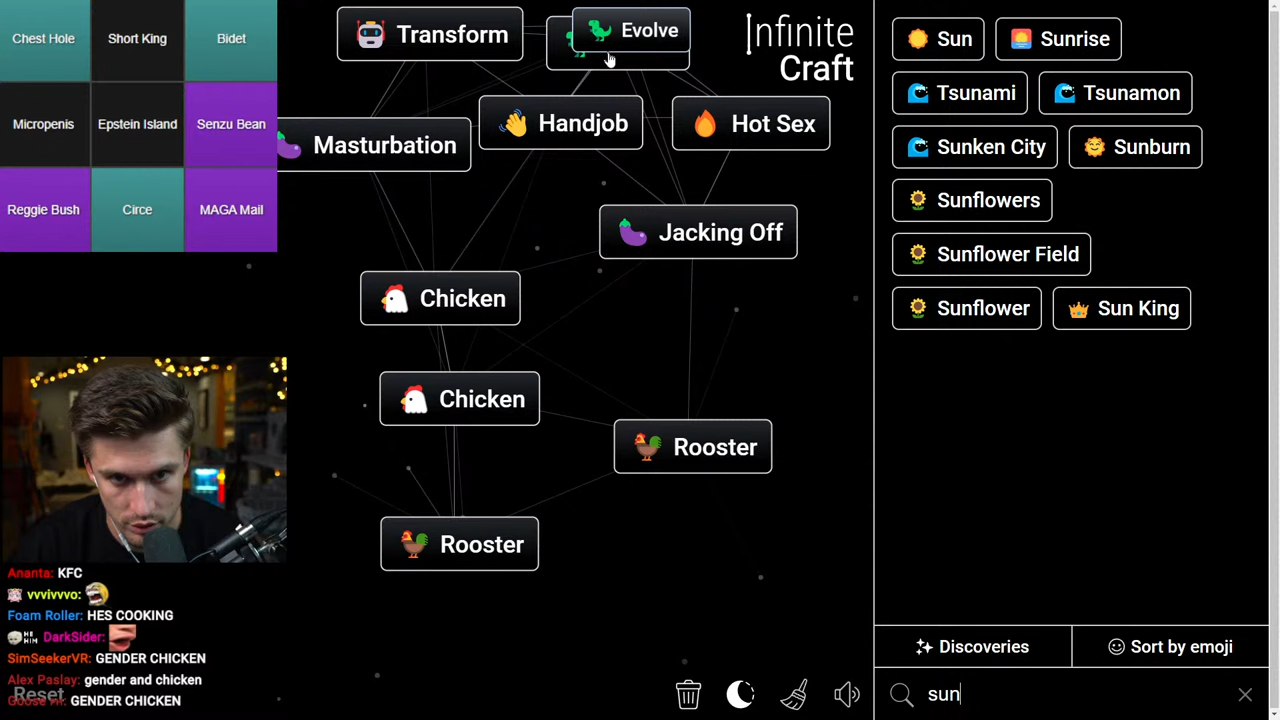 Chest Hole
Short King
Bidet
Micropenis
Epstein Island
Senzu Bean
Reggie Bush
Circe
MAGA Mail
Transform
Evolve
Infinite
Craft
Masturbation
Handjob
Hot Sex
Jacking Off
Chicken
Chicken
Rooster
Rooster
Sun
Sunrise
Tsunami
Tsunamon
Sunken City
Sunburn
Sunflowers
Sunflower Field
Sunflower
Sun King
Discoveries
Sort by emoji
sun
Ananta: KFC
vvvivvvo:
Foam Roller: HES COOKING
HE HIM DarkSider:
SimSeekerVR: GENDER CHICKEN
Alex Paslay: gender and chicken
GENDER CHICKEN
Reset